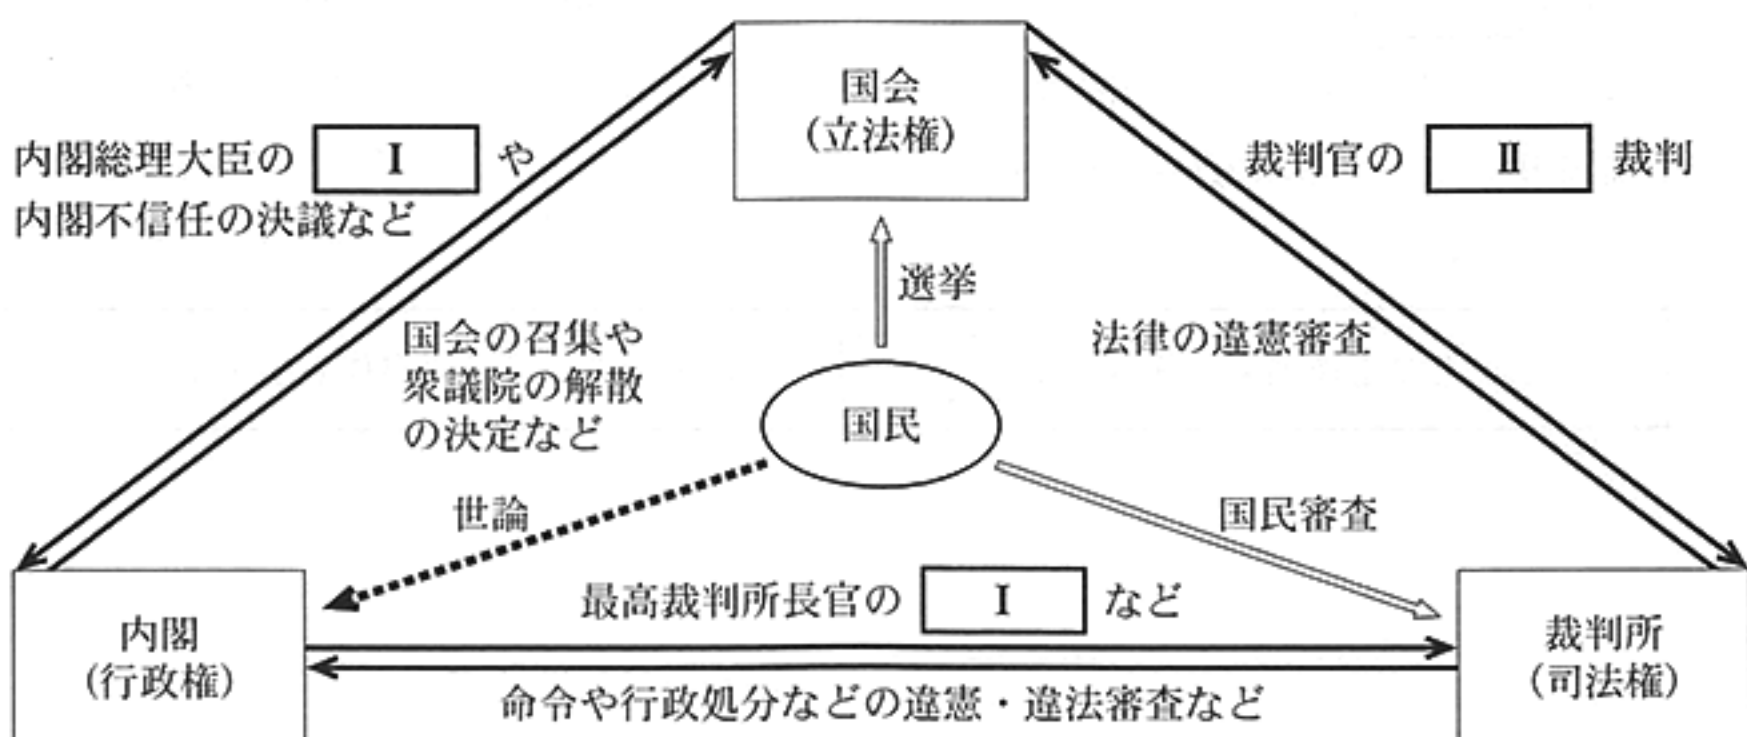 国会
(立法権)
内閣総理大臣の Ⅰ や
内閣不信任の決議など
裁判官の Ⅱ 裁判
選挙
国会の召集や
衆議院の解散
の決定など
法律の違憲審査
国民
世論
国民審査
最高裁判所長官の Ⅰ など
内閣
(行政権)
裁判所
(司法権)
命令や行政処分などの違憲・違法審査など